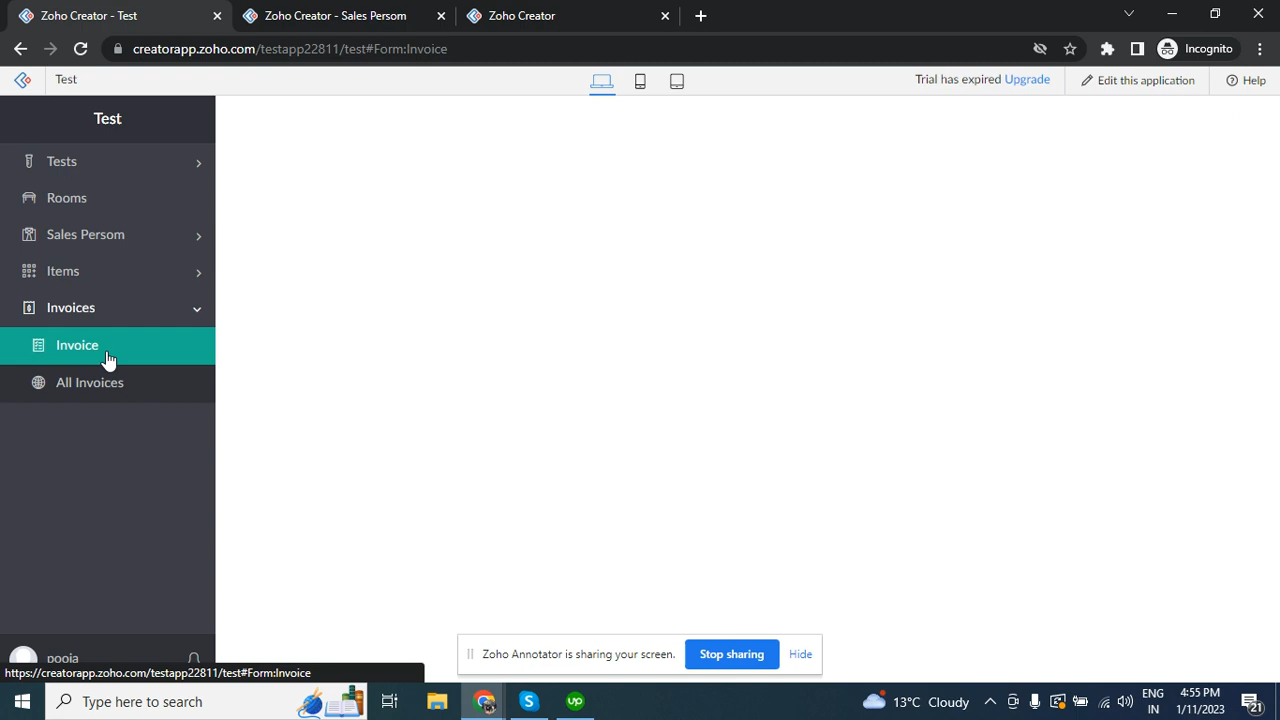 Zoho Creator - Test
Zoho Creator - Sales Persom
Zoho Creator
creatorapp.zoho.com/testapp22811/test#Form:Invoice
Incognito
Test
Trial has expired Upgrade
Edit this application
Help
Test
Tests
Rooms
Sales Persom
Items
Invoices
Invoice
All Invoices
pooja
Zoho Annotator is sharing your screen.
Stop sharing
Hide
https://creatorapp.zoho.com/testapp22811/test#Form:Invoice
Type here to search
up
13°C Cloudy
ENG
IN
4:55 PM
1/11/2023
21